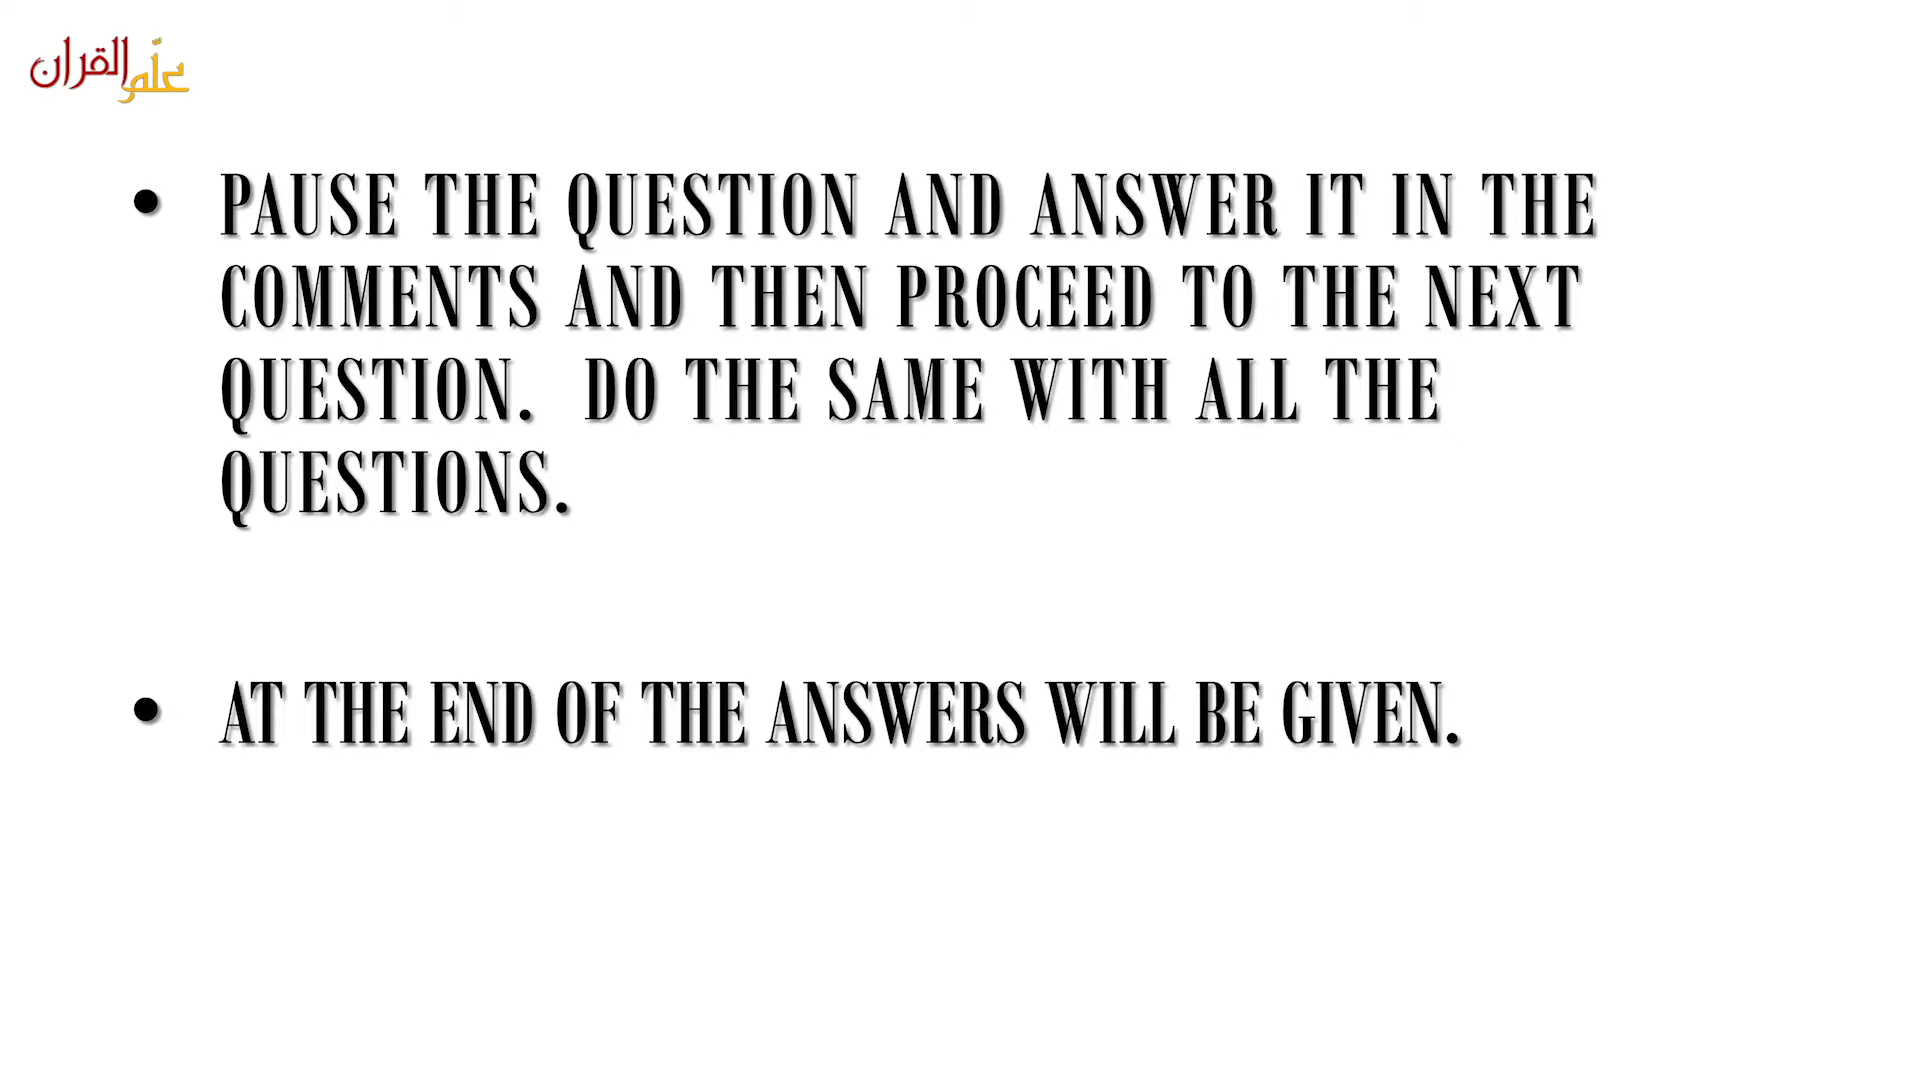 علّم القران
• PAUSE THE QUESTION AND ANSWER IT IN THE
COMMENTS AND THEN PROCEED TO THE NEXT
QUESTION. DO THE SAME WITH ALL THE
QUESTIONS.
• AT THE END OF THE ANSWERS WILL BE GIVEN.